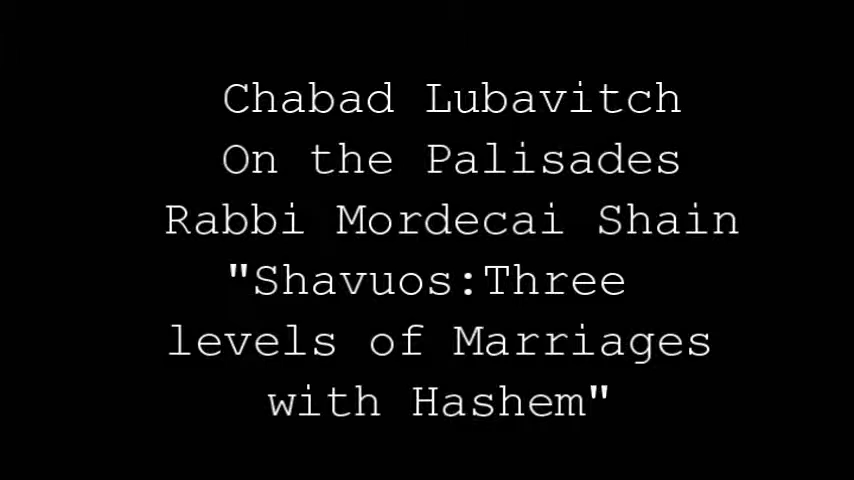 Chabad Lubavitch
On the Palisades
Rabbi Mordecai Shain
"Shavuos:Three
levels of Marriages
with Hashem"